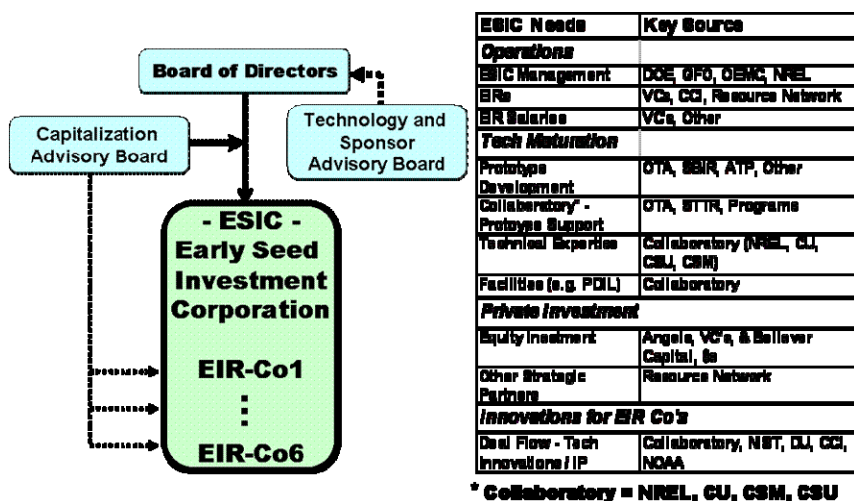 Board of Directors
Capitalization
Advisory Board
Technology and
Sponsor
Advisory Board
- ESIC -
Early Seed
Investment
Corporation
EIR-Co1
EIR-Co6
ESIC Needs Key Source
Operations
ESIC Management DOE, GFO, OEMC, NREL
EIRs VCs, CCI, Resource Network
EIR Salaries VC's, Other
Tech Maturation
Prototype
Development
OTA, SBIR, ATP, Other
Collaboratory* -
Protoype Support
OTA, STTR, Programs
Technical Expertise
Collaboratory (NREL, CU,
CSU, CSM)
Facilities (e.g. PDIL) Collaboratory
Private Investment
Equity Inestment
Angels, VC's, & Believer
Capital,
Other Strategic
Partners
Resource Network
Innovations for EIR Co's
Deal Flow - Tech
Innovations / IP
Collaboratory, NIST, DU, CCI,
NOAA
* Collaboratory = NREL, CU, CSM, CSU